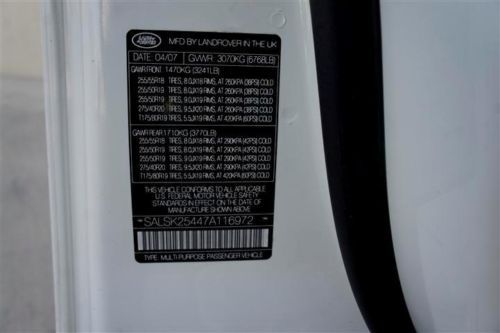 LAND ROVER
MFD BY LANDROVER IN THE UK
DATE 04/07 GVWR 3070KG (6768LB)
GAWR FRONT 1470KG (3241LB)
255/55R18 TIRES, 8.0JX18 RIMS, AT 260KPA (38PSI) COLD
255/50R19 TIRES, 8.0JX19 RIMS, AT 260KPA (38PSI) COLD
255/50R19 TIRES, 9.0JX19 RIMS, AT 260KPA (38PSI) COLD
275/40R20 TIRES, 9.5JX20 RIMS, AT 260KPA (38PSI) COLD
T175/80R19 TIRES, 5.5JX19 RIMS, AT 420KPA (60PSI) COLD
GAWR REAR 1710KG (3770LB)
255/55R18 TIRES, 8.0JX18 RIMS, AT 290KPA (42PSI) COLD
255/50R19 TIRES, 8.0JX19 RIMS, AT 290KPA (42PSI) COLD
255/50R19 TIRES, 9.0JX19 RIMS, AT 290KPA (42PSI) COLD
275/40R20 TIRES, 9.5JX20 RIMS, AT 290KPA (42PSI) COLD
T175/80R19 TIRES, 5.5JX19 RIMS, AT 420KPA (60PSI) COLD
THIS VEHICLE CONFORMS TO ALL APPLICABLE
U.S. FEDERAL MOTOR VEHICLE SAFETY
STANDARDS IN EFFECT ON THE DATE OF
MANUFACTURE SHOWN ABOVE
*SALSK25447A116972*
TYPE: MULTI-PURPOSE PASSENGER VEHICLE